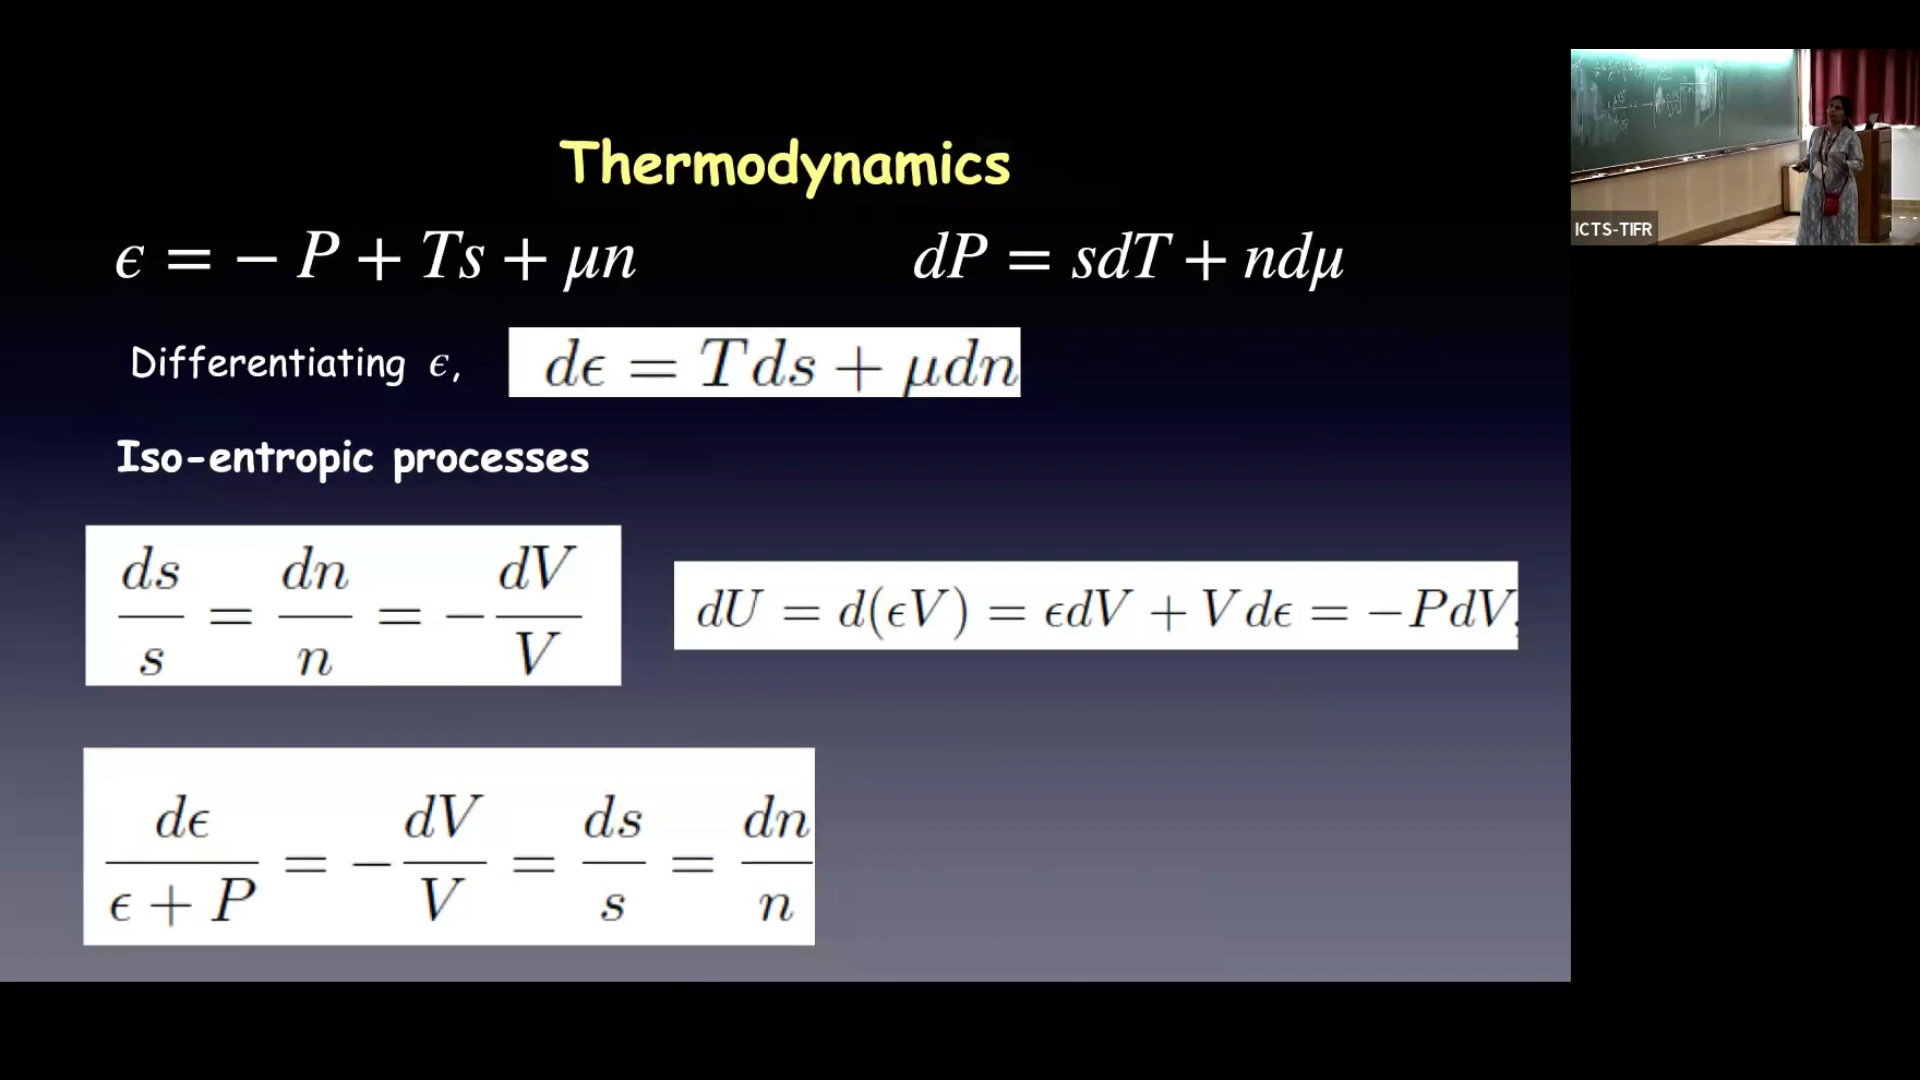 Thermodynamics
ϵ = − P + Ts + μn
dP = sdT + ndμ
Differentiating ϵ, dϵ = Tds + μdn
Iso-entropic processes
ds/s = dn/n = −dV/V
dU = d(ϵV) = ϵdV + Vdϵ = −PdV,
dϵ/(ϵ + P) = −dV/V = ds/s = dn/n
ICTS-TIFR